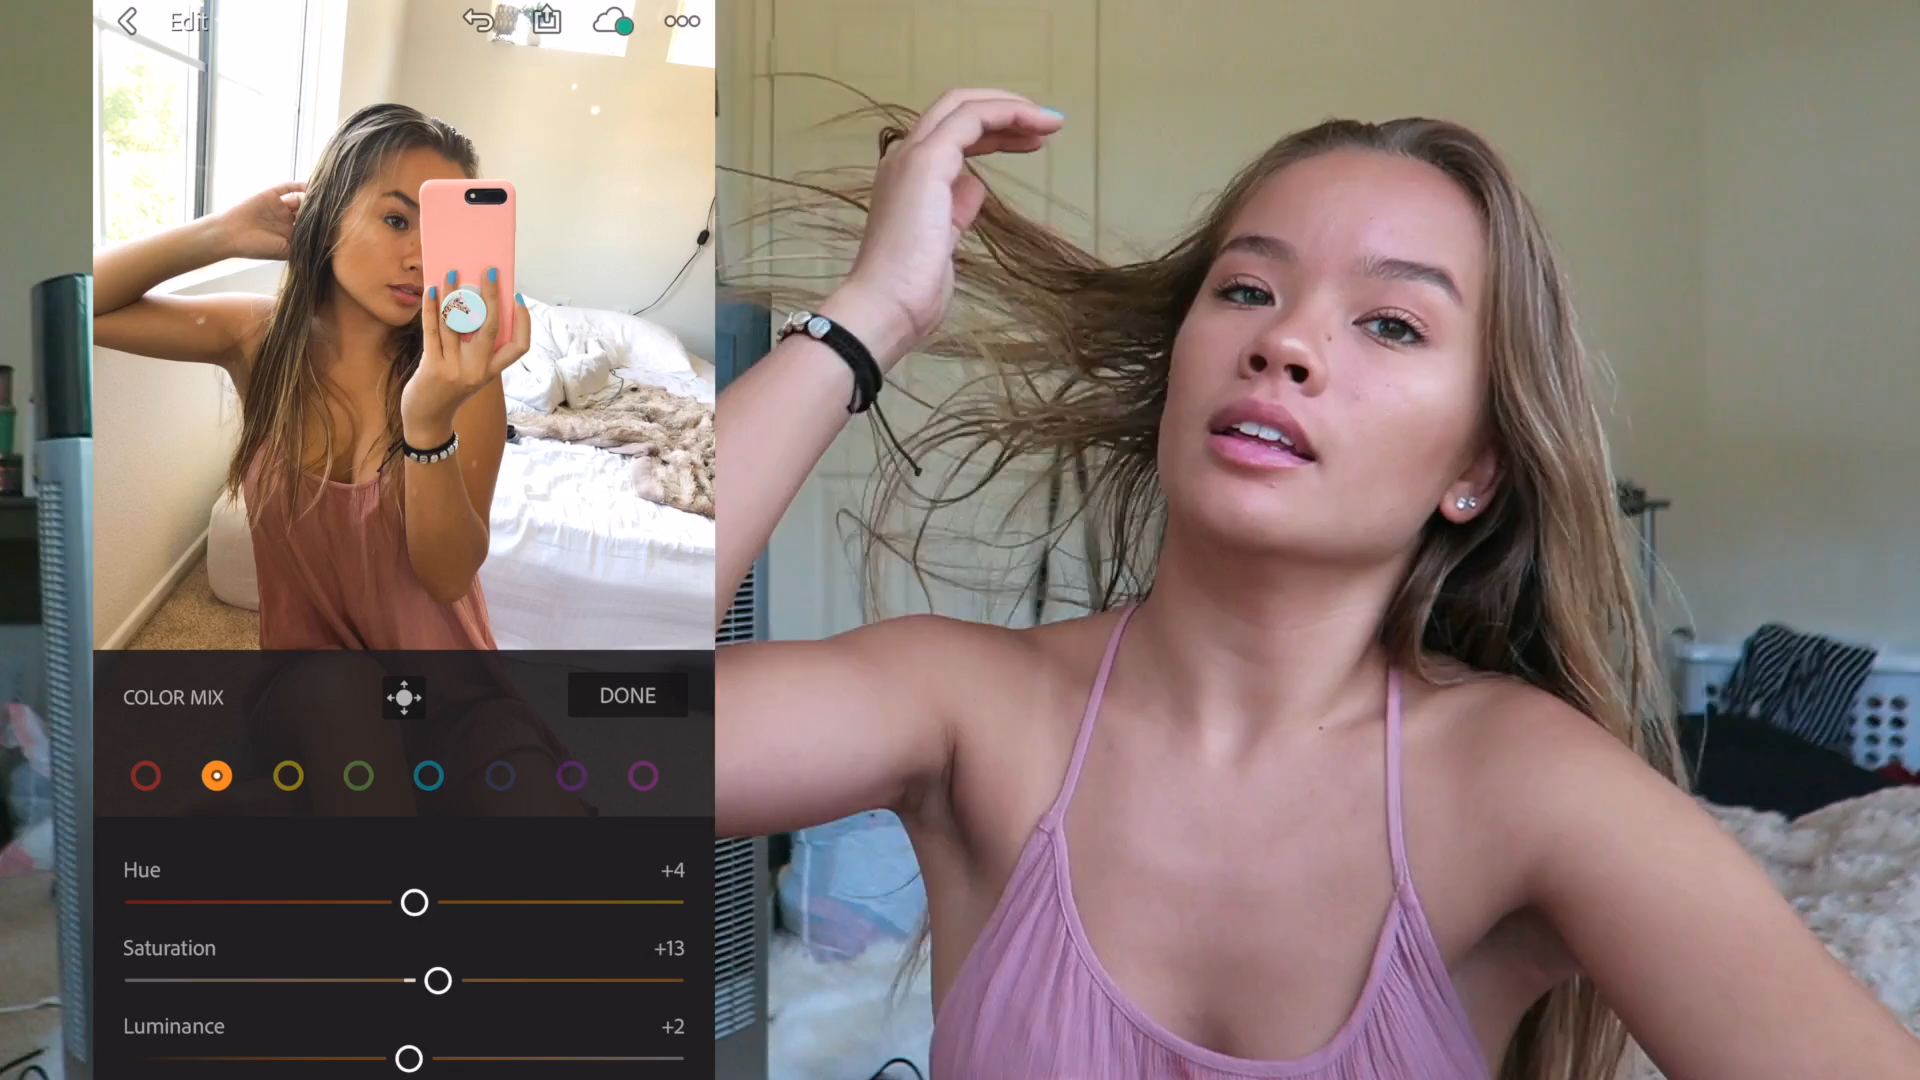 Edit
COLOR MIX
DONE
Hue +4
Saturation +13
Luminance +2